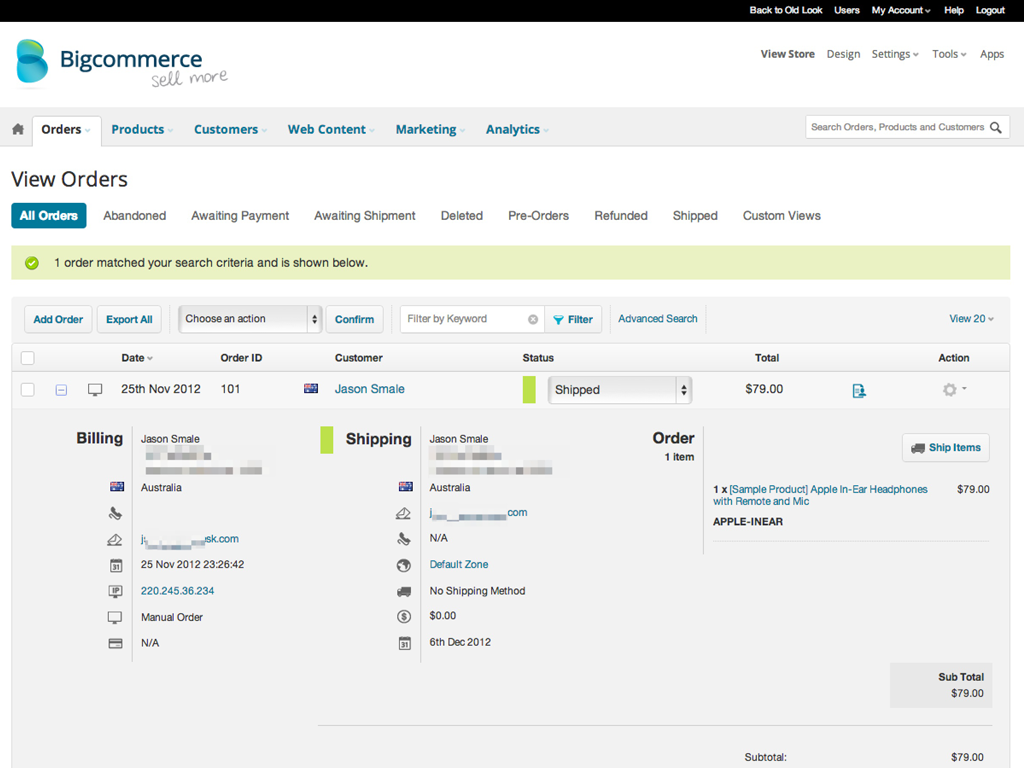 Back to Old Look Users My Account Help Logout
Bigcommerce
sell more
View Store Design Settings Tools Apps
Orders Products Customers Web Content Marketing Analytics
Search Orders, Products and Customers
View Orders
All Orders Abandoned Awaiting Payment Awaiting Shipment Deleted Pre-Orders Refunded Shipped Custom Views
1 order matched your search criteria and is shown below.
Add Order Export All Choose an action Confirm Filter by Keyword Filter Advanced Search View 20
Date Order ID Customer Status Total Action
25th Nov 2012 101 Jason Smale Shipped $79.00
Billing Jason Smale Shipping Jason Smale Order
1 item
Ship Items
Australia Australia
1 x [Sample Product] Apple In-Ear Headphones $79.00
with Remote and Mic
APPLE-INEAR
.com
sk.com N/A
25 Nov 2012 23:26:42 Default Zone
IP 220.245.36.234 No Shipping Method
Manual Order $0.00
N/A 31 6th Dec 2012
Sub Total
$79.00
Subtotal: $79.00